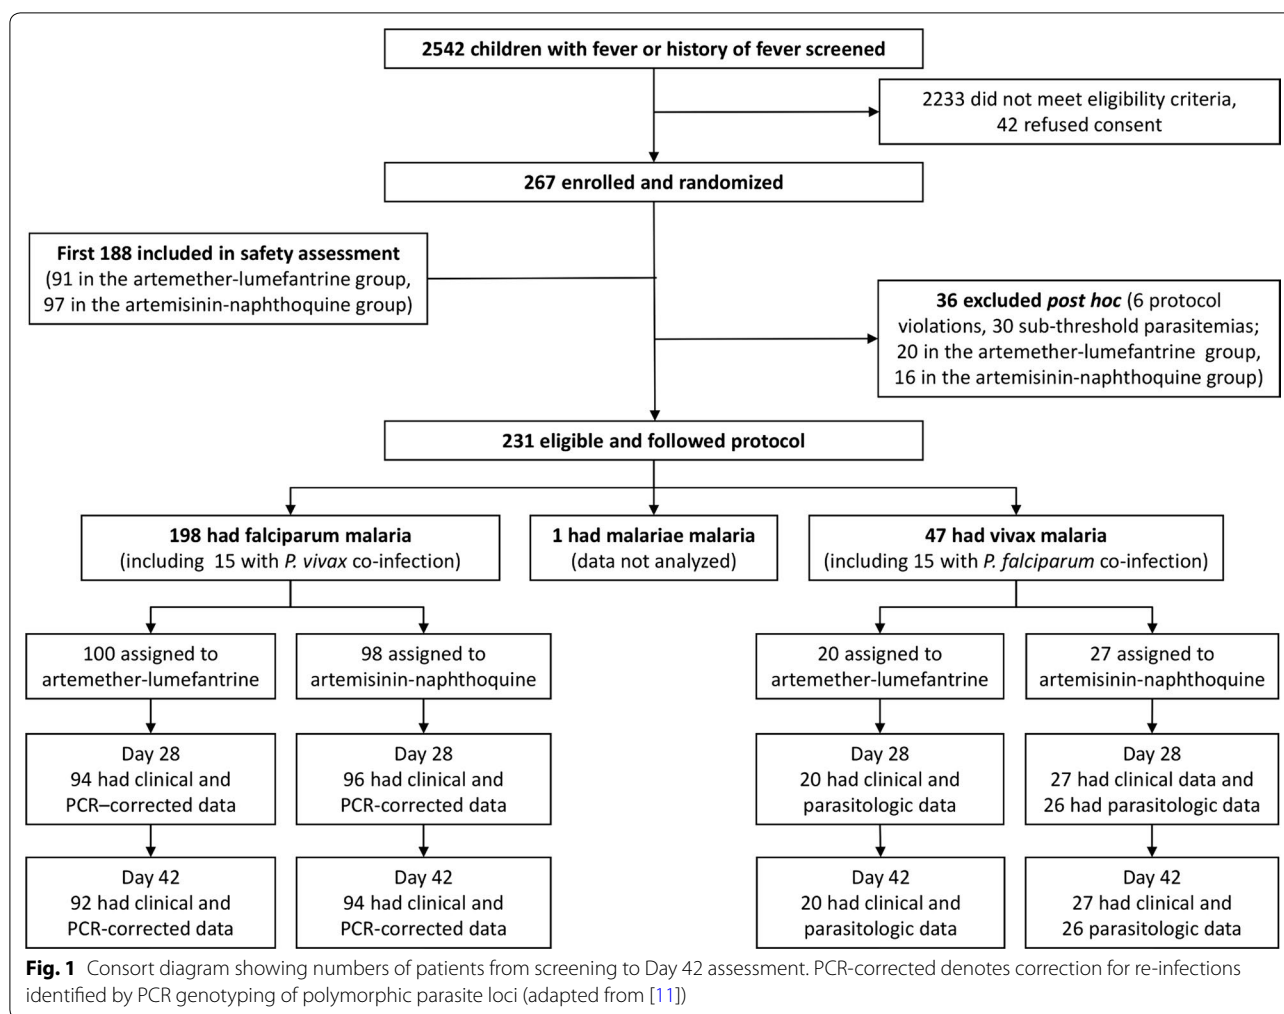 2542 children with fever or history of fever screened
2233 did not meet eligibility criteria,
42 refused consent
267 enrolled and randomized
First 188 included in safety assessment
(91 in the artemether-lumefantrine group,
97 in the artemisinin-naphthoquine group)
36 excluded post hoc (6 protocol
violations, 30 sub-threshold parasitemias;
20 in the artemether-lumefantrine group,
16 in the artemisinin-naphthoquine group)
231 eligible and followed protocol
198 had falciparum malaria
(including 15 with P. vivax co-infection)
1 had malariae malaria
(data not analyzed)
47 had vivax malaria
(including 15 with P. falciparum co-infection)
100 assigned to
artemether-lumefantrine
98 assigned to
artemisinin-naphthoquine
20 assigned to
artemether-lumefantrine
27 assigned to
artemisinin-naphthoquine
Day 28
94 had clinical and
PCR–corrected data
Day 28
96 had clinical and
PCR-corrected data
Day 28
20 had clinical and
parasitologic data
Day 28
27 had clinical data and
26 had parasitologic data
Day 42
92 had clinical and
PCR-corrected data
Day 42
94 had clinical and
PCR-corrected data
Day 42
20 had clinical and
parasitologic data
Day 42
27 had clinical and
26 parasitologic data
Fig. 1 Consort diagram showing numbers of patients from screening to Day 42 assessment. PCR-corrected denotes correction for re-infections
identified by PCR genotyping of polymorphic parasite loci (adapted from [11])